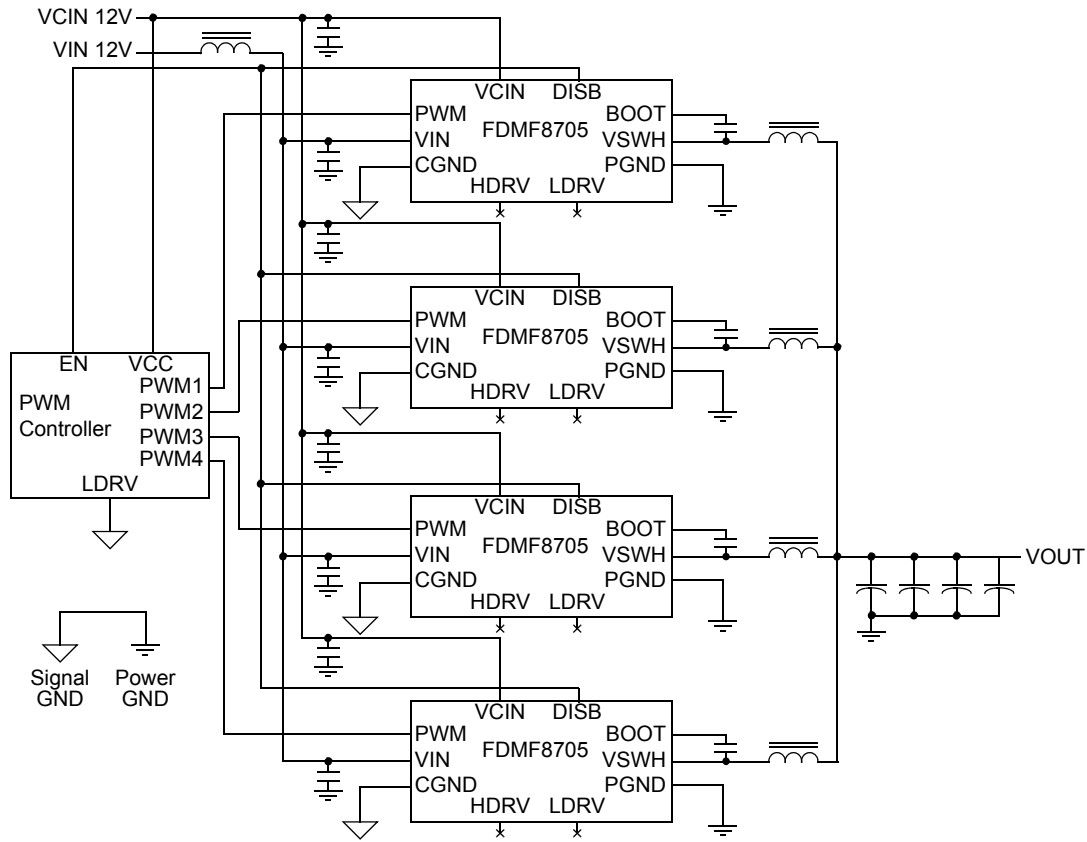 VCIN 12V
VIN 12V
VCIN DISB
PWM BOOT
FDMF8705
VIN VSWH
CGND PGND
HDRV LDRV
VCIN DISB
PWM BOOT
FDMF8705
VIN VSWH
CGND PGND
HDRV LDRV
EN VCC
PWM1
PWM Controller
PWM2
PWM3
PWM4
LDRV
VCIN DISB
PWM BOOT
FDMF8705
VIN VSWH
CGND PGND
HDRV LDRV
VOUT
Signal GND
Power GND
VCIN DISB
PWM BOOT
FDMF8705
VIN VSWH
CGND PGND
HDRV LDRV